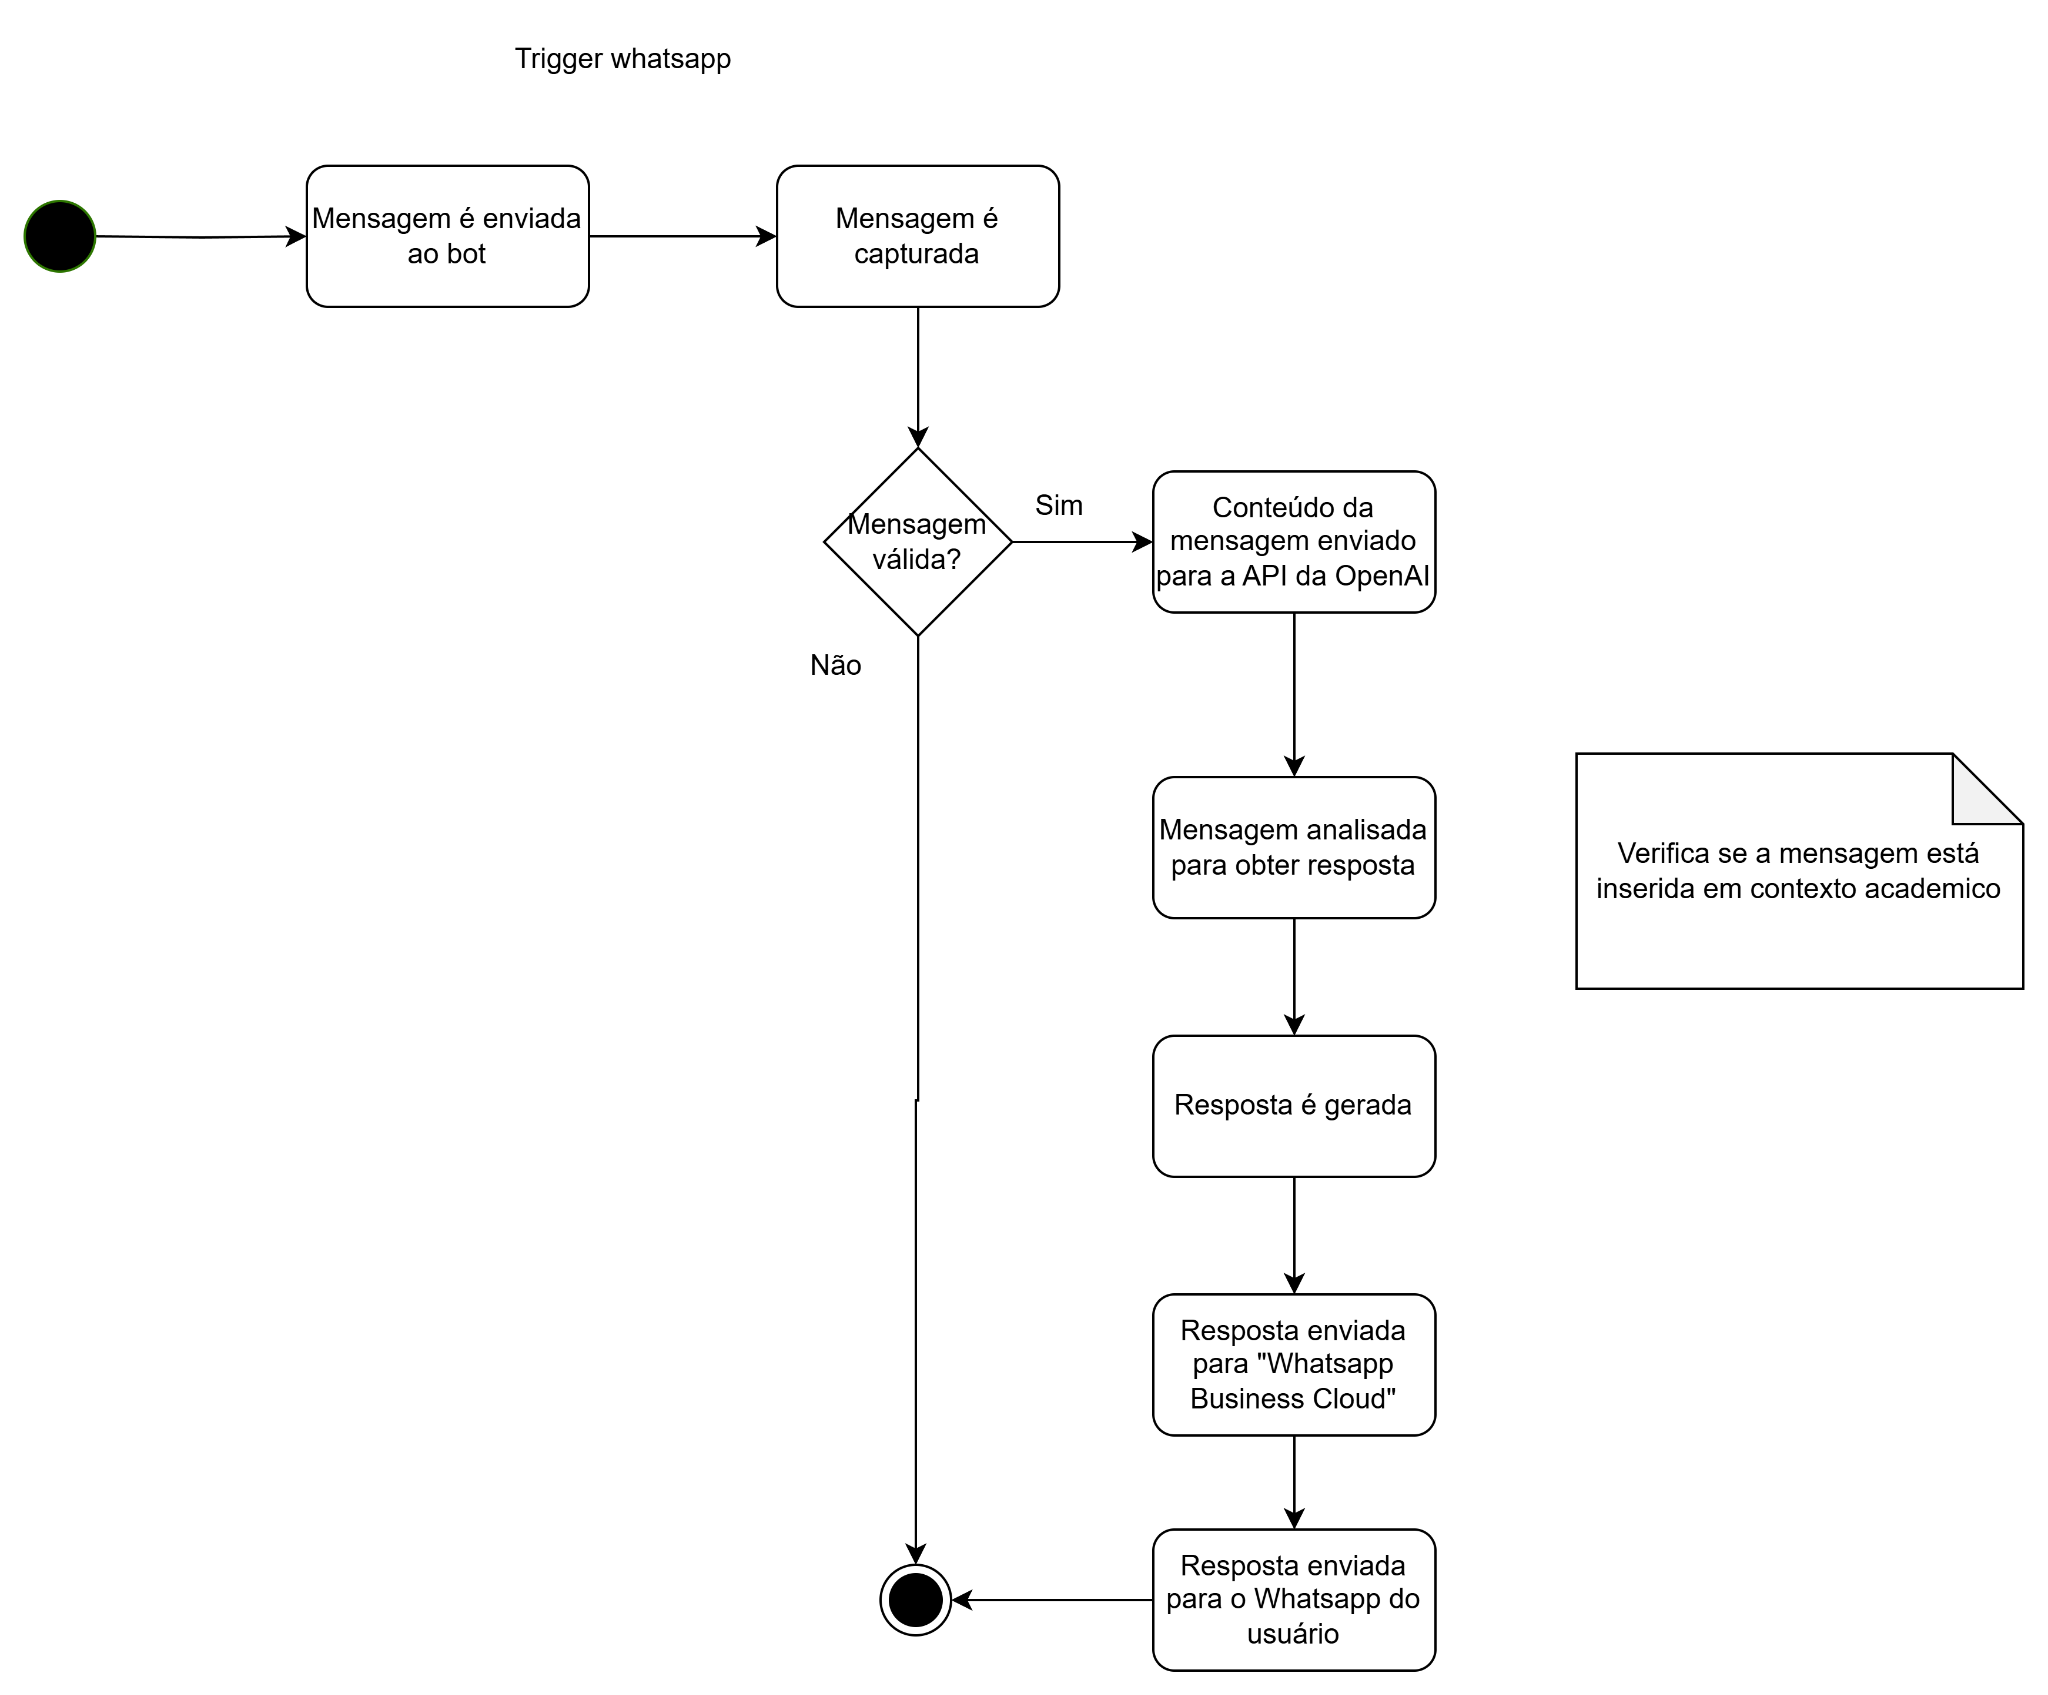 Trigger whatsapp
Mensagem é enviada
ao bot
Mensagem é
capturada
Mensagem
válida?
Sim
Não
Conteúdo da
mensagem enviado
para a API da OpenAI
Mensagem analisada
para obter resposta
Verifica se a mensagem está
inserida em contexto academico
Resposta é gerada
Resposta enviada
para "Whatsapp
Business Cloud"
Resposta enviada
para o Whatsapp do
usuário